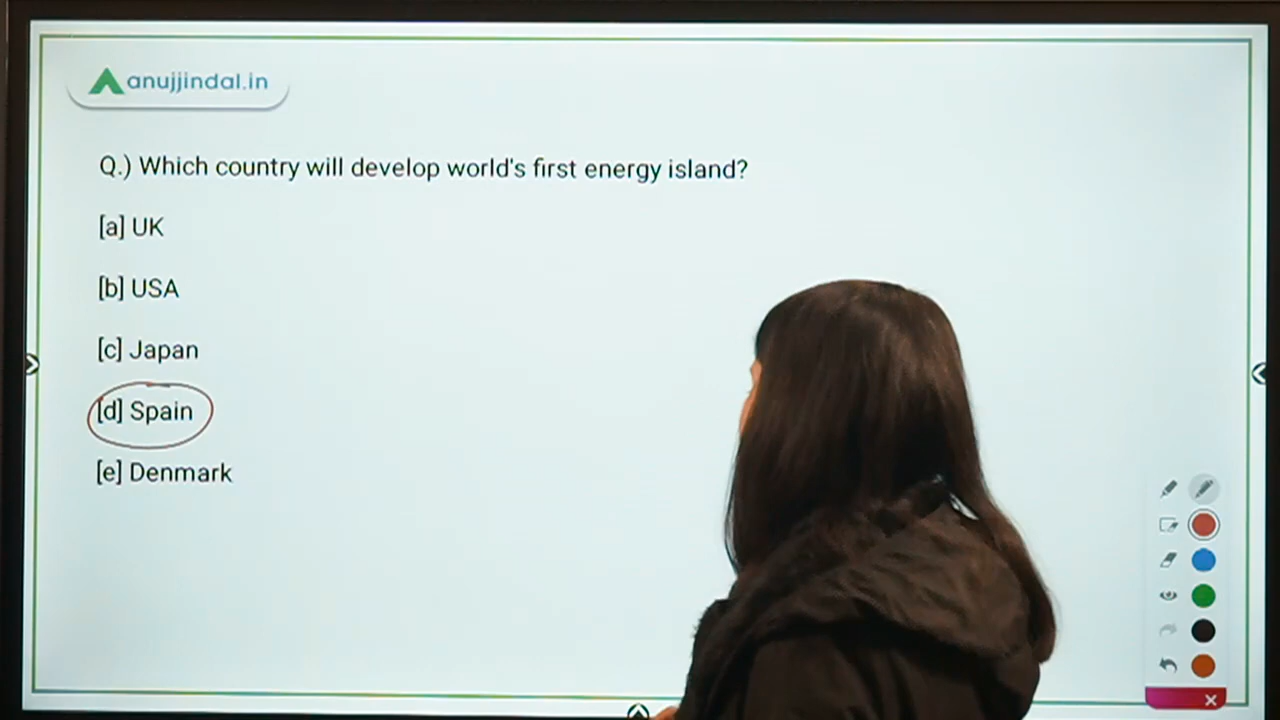 anujjindal.in
Q.) Which country will develop world's first energy island?
[a] UK
[b] USA
[c] Japan
[d] Spain
[e] Denmark